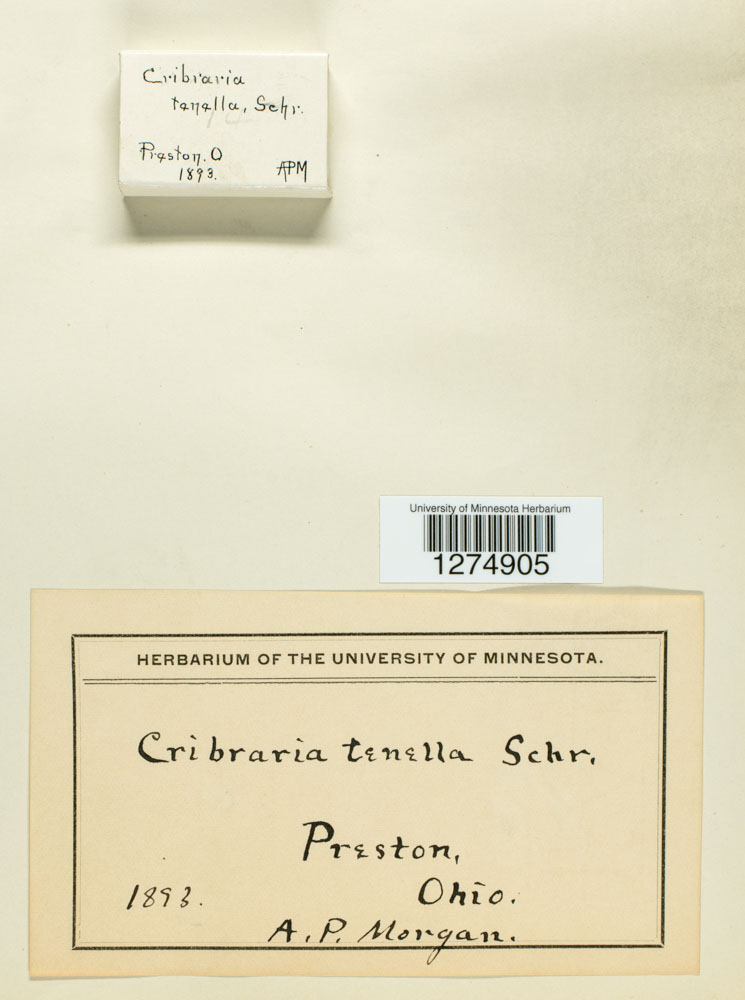 Cribraria
tenella, Schr.
Preston. O
1893.
APM
University of Minnesota Herbarium
1274905
HERBARIUM OF THE UNIVERSITY OF MINNESOTA.
Cribraria tenella Schr.
Preston,
1893. Ohio.
A. P. Morgan.